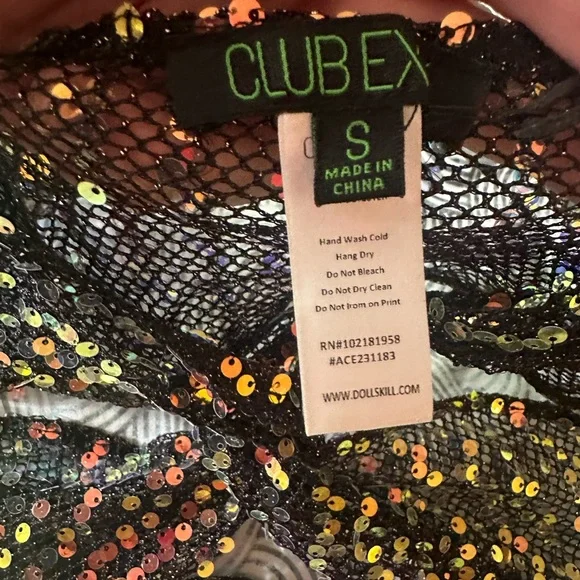 CLUB EX
S
MADE IN
CHINA
Hand Wash Cold
Hang Dry
Do Not Bleach
Do Not Dry Clean
Do Not Irom on Print
RN#102181958
#ACE231183
WWW.DOLLSKILL.COM